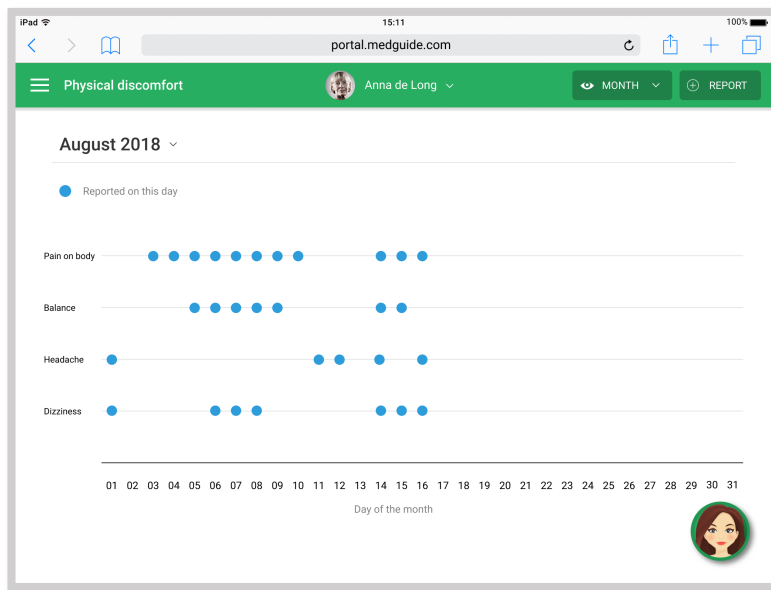 iPad 15:11 100%
portal.medguide.com
Physical discomfort Anna de Long MONTH REPORT
August 2018
Reported on this day
Pain on body
Balance
Headache
Dizziness
01 02 03 04 05 06 07 08 09 10 11 12 13 14 15 16 17 18 19 20 21 22 23 24 25 26 27 28 29 30 31
Day of the month